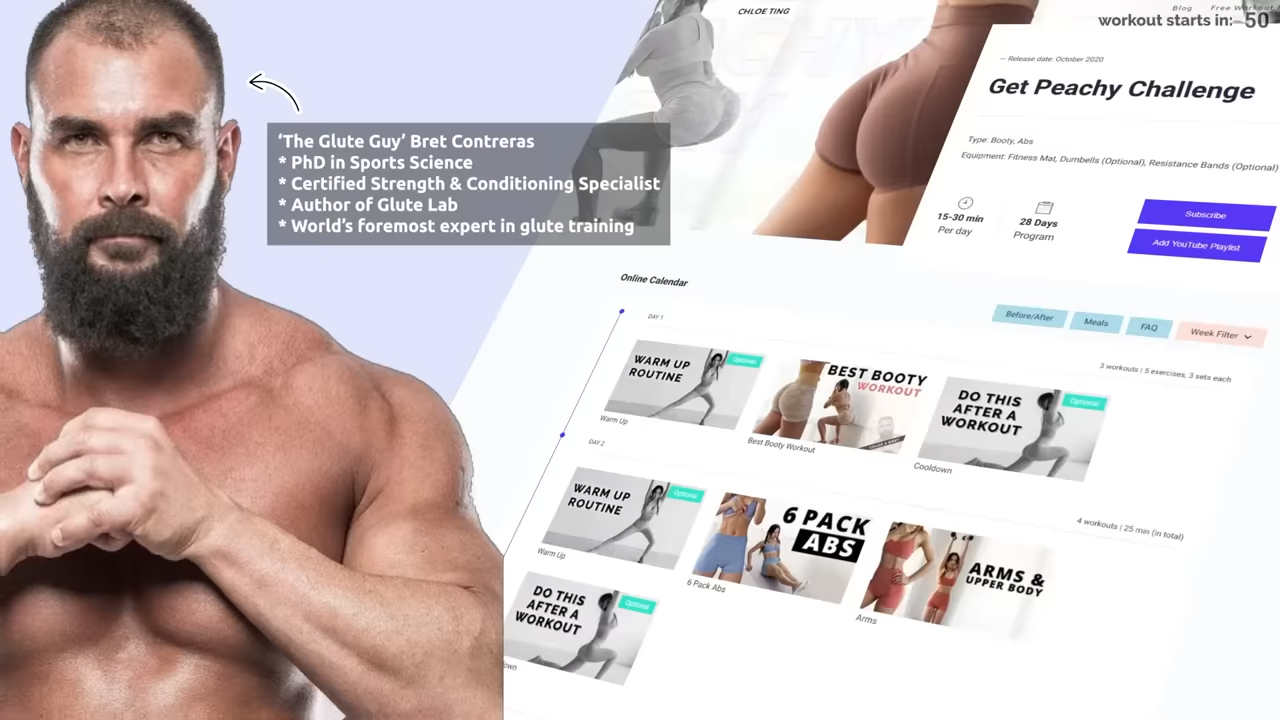 CHLOE TING
Blog
Free Workout
workout starts in: 50
— Release date: October 2020
Get Peachy Challenge
Type: Booty, Abs
Equipment: Fitness Mat, Dumbells (Optional), Resistance Bands (Optional)
15-30 min
Per day
28 Days
Program
Subscribe
Add YouTube Playlist
‘The Glute Guy’ Bret Contreras
* PhD in Sports Science
* Certified Strength & Conditioning Specialist
* Author of Glute Lab
* World’s foremost expert in glute training
Online Calendar
Before/After
Meals
FAQ
Week Filter
DAY 1
3 workouts | 5 exercises, 3 sets each
WARM UP
ROUTINE
Optional
Warm Up
BEST BOOTY
WORKOUT
Best Booty Workout
DO THIS
AFTER A
WORKOUT
Optional
Cooldown
DAY 2
4 workouts | 25 min (in total)
WARM UP
ROUTINE
Optional
Warm Up
6 PACK
ABS
6 Pack Abs
ARMS &
UPPER BODY
Arms
DO THIS
AFTER A
WORKOUT
Optional